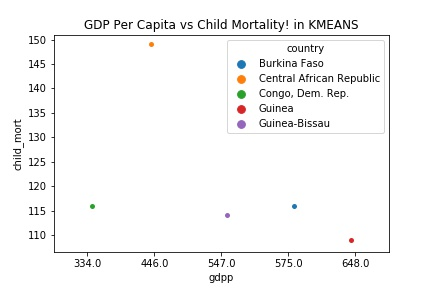 GDP Per Capita vs Child Mortality! in KMEANS
country
Burkina Faso
Central African Republic
Congo, Dem. Rep.
Guinea
Guinea-Bissau
child_mort
150
145
140
135
130
125
120
115
110
334.0 446.0 547.0 575.0 648.0
gdpp